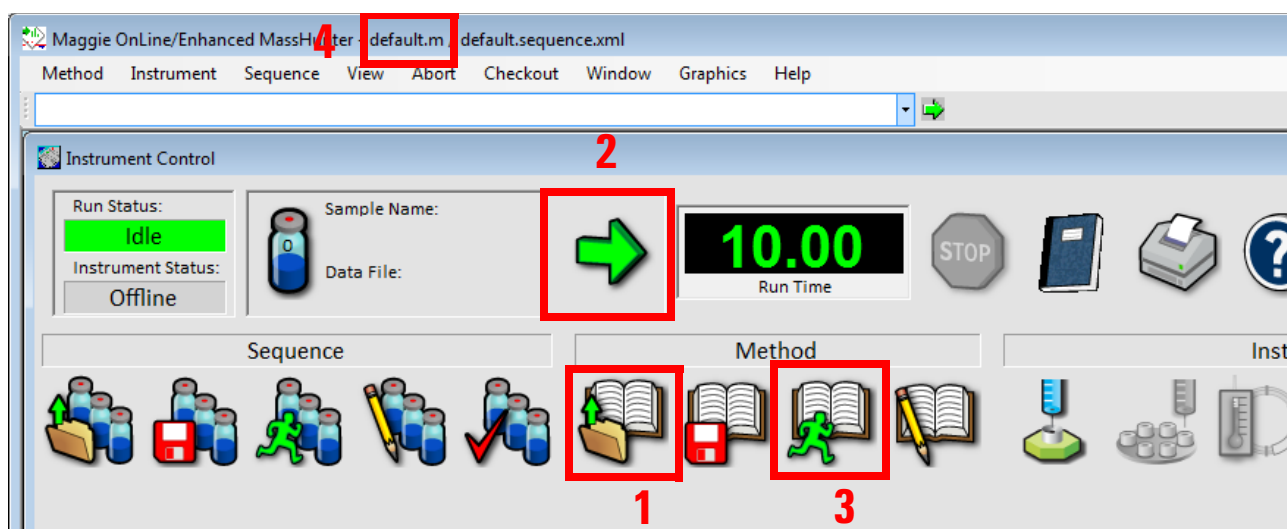 4
Maggie OnLine/Enhanced MassHunter - default.m / default.sequence.xml
Method Instrument Sequence View Abort Checkout Window Graphics Help
Instrument Control
2
Run Status:
Idle
Instrument Status:
Offline
0
Sample Name:
Data File:
10.00
Run Time
STOP
?
Sequence
Method
Inst
1
3